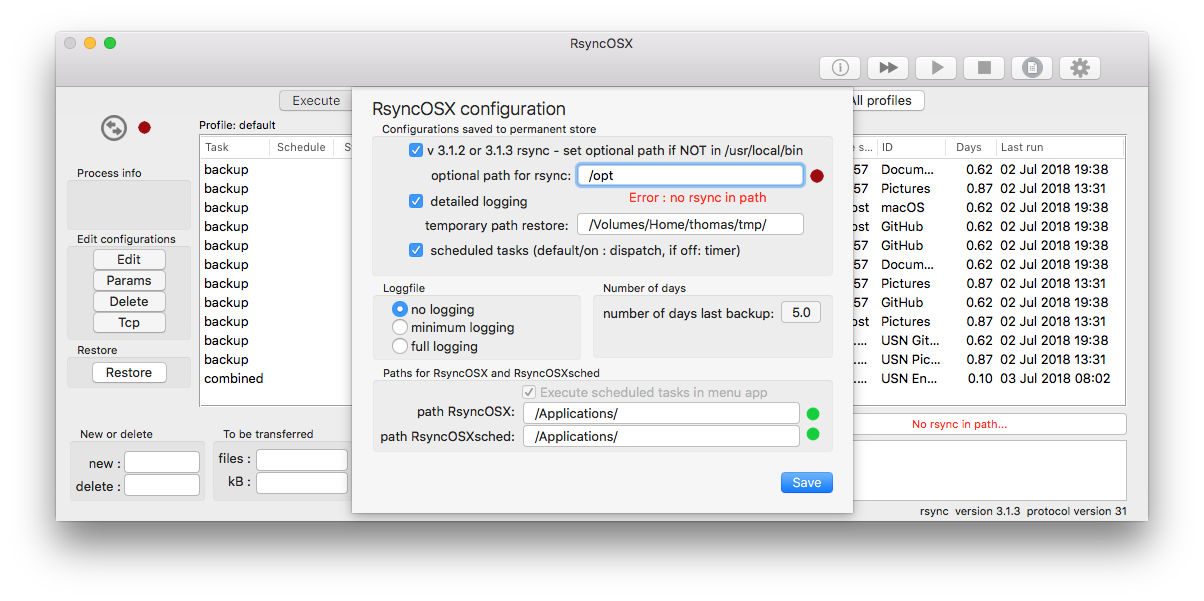 RsyncOSX
Execute
All profiles
Profile: default
Task Schedule S
s... ID Days Last run
backup
57 Docum... 0.62 02 Jul 2018 19:38
backup
57 Pictures 0.87 02 Jul 2018 13:31
backup
ost macOS 0.62 02 Jul 2018 19:38
backup
ost GitHub 0.62 02 Jul 2018 19:38
backup
57 GitHub 0.62 02 Jul 2018 19:38
backup
57 Docum... 0.62 02 Jul 2018 19:38
backup
57 Pictures 0.87 02 Jul 2018 13:31
backup
57 GitHub 0.62 02 Jul 2018 19:38
backup
ost Pictures 0.87 02 Jul 2018 13:31
backup
.... USN Git... 0.62 02 Jul 2018 19:38
backup
.... USN Pic... 0.87 02 Jul 2018 13:31
combined
.... USN En... 0.10 03 Jul 2018 08:02
Process info
Edit configurations
Edit
Params
Delete
Tcp
Restore
Restore
New or delete
new :
delete :
To be transferred
files :
kB :
RsyncOSX configuration
Configurations saved to permanent store
v 3.1.2 or 3.1.3 rsync - set optional path if NOT in /usr/local/bin
optional path for rsync: /opt
detailed logging
Error : no rsync in path
temporary path restore: /Volumes/Home/thomas/tmp/
scheduled tasks (default/on : dispatch, if off: timer)
Loggfile
no logging
minimum logging
full logging
Number of days
number of days last backup: 5.0
Paths for RsyncOSX and RsyncOSXsched
Execute scheduled tasks in menu app
path RsyncOSX: /Applications/
path RsyncOSXsched: /Applications/
Save
No rsync in path...
rsync version 3.1.3 protocol version 31